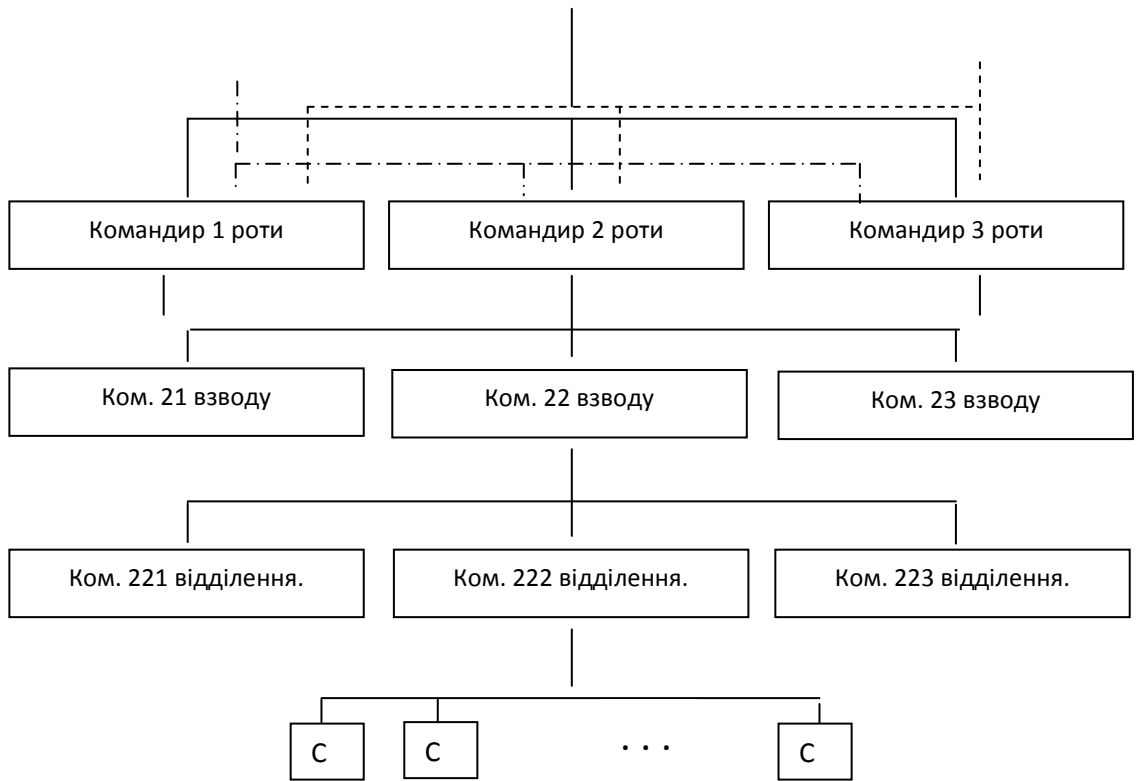 Командир 1 роти
Командир 2 роти
Командир 3 роти
Ком. 21 взводу
Ком. 22 взводу
Ком. 23 взводу
Ком. 221 відділення.
Ком. 222 відділення.
Ком. 223 відділення.
С
С
. . .
С